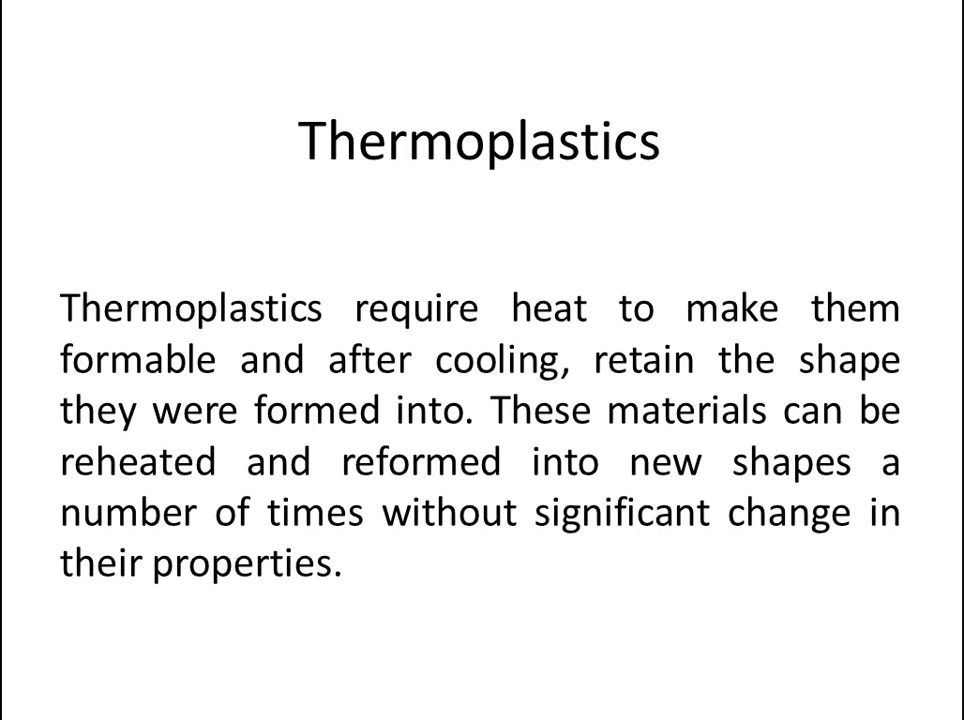 Thermoplastics
Thermoplastics require heat to make them
formable and after cooling, retain the shape
they were formed into. These materials can be
reheated and reformed into new shapes a
number of times without significant change in
their properties.